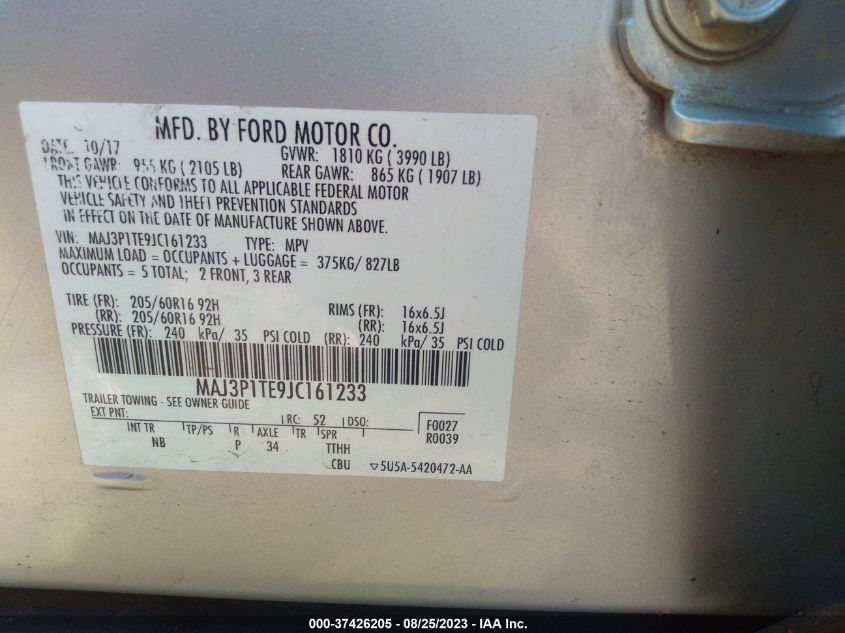 MFD. BY FORD MOTOR CO.
DATE: 10/17 GVWR: 1810 KG ( 3990 LB)
FRONT GAWR: 955 KG ( 2105 LB) REAR GAWR: 865 KG ( 1907 LB)
THIS VEHICLE CONFORMS TO ALL APPLICABLE FEDERAL MOTOR
VEHICLE SAFETY AND THEFT PREVENTION STANDARDS
IN EFFECT ON THE DATE OF MANUFACTURE SHOWN ABOVE.
VIN: MAJ3P1TE9JC161233 TYPE: MPV
MAXIMUM LOAD = OCCUPANTS + LUGGAGE = 375KG/ 827LB
OCCUPANTS = 5 TOTAL; 2 FRONT, 3 REAR
TIRE (FR): 205/60R16 92H RIMS (FR): 16x6.5J
(RR): 205/60R16 92H (RR): 16x6.5J
PRESSURE (FR): 240 kPa/ 35 PSI COLD (RR): 240 kPa/ 35 PSI COLD
MAJ3P1TE9JC161233
TRAILER TOWING - SEE OWNER GUIDE
EXT PNT: RC: 52 DSO: F0027
R0039
INT TR TP/PS R AXLE TR SPR
NB P 34 TTHH
CBU 5U5A-5420472-AA
000-37426205 - 08/25/2023 - IAA Inc.